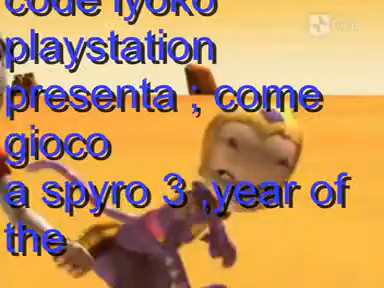 code lyoko
playstation
presenta ; come
gioco
a spyro 3 ,year of
the